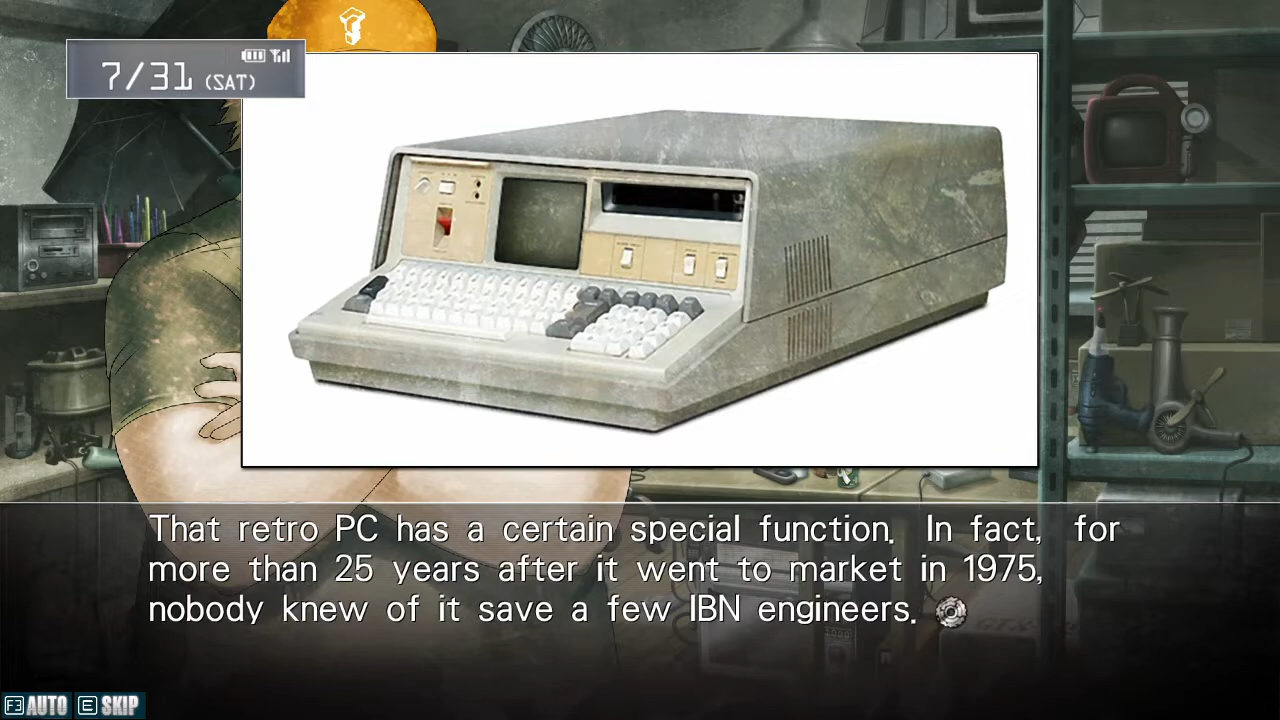 7/31 (SAT)
That retro PC has a certain special function. In fact, for
more than 25 years after it went to market in 1975,
nobody knew of it save a few IBN engineers.
F3 AUTO E SKIP